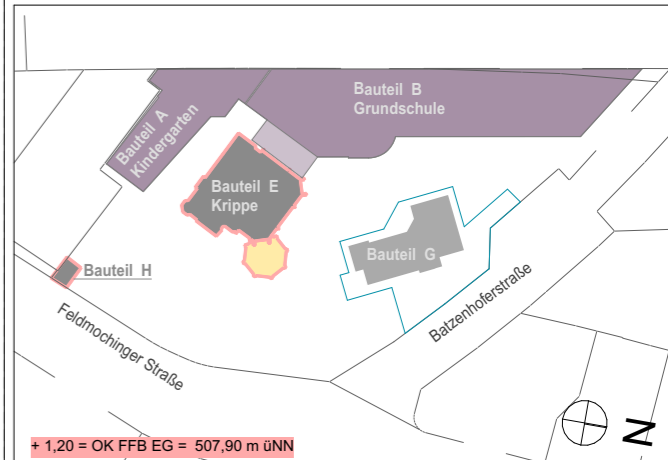 Bauteil B
Grundschule
Bauteil A
Kindergarten
Bauteil E
Krippe
Bauteil G
Bauteil H
Feldmochinger Straße
Batzenhoferstraße
N
+ 1,20 = OK FFB EG = 507,90 m üNN